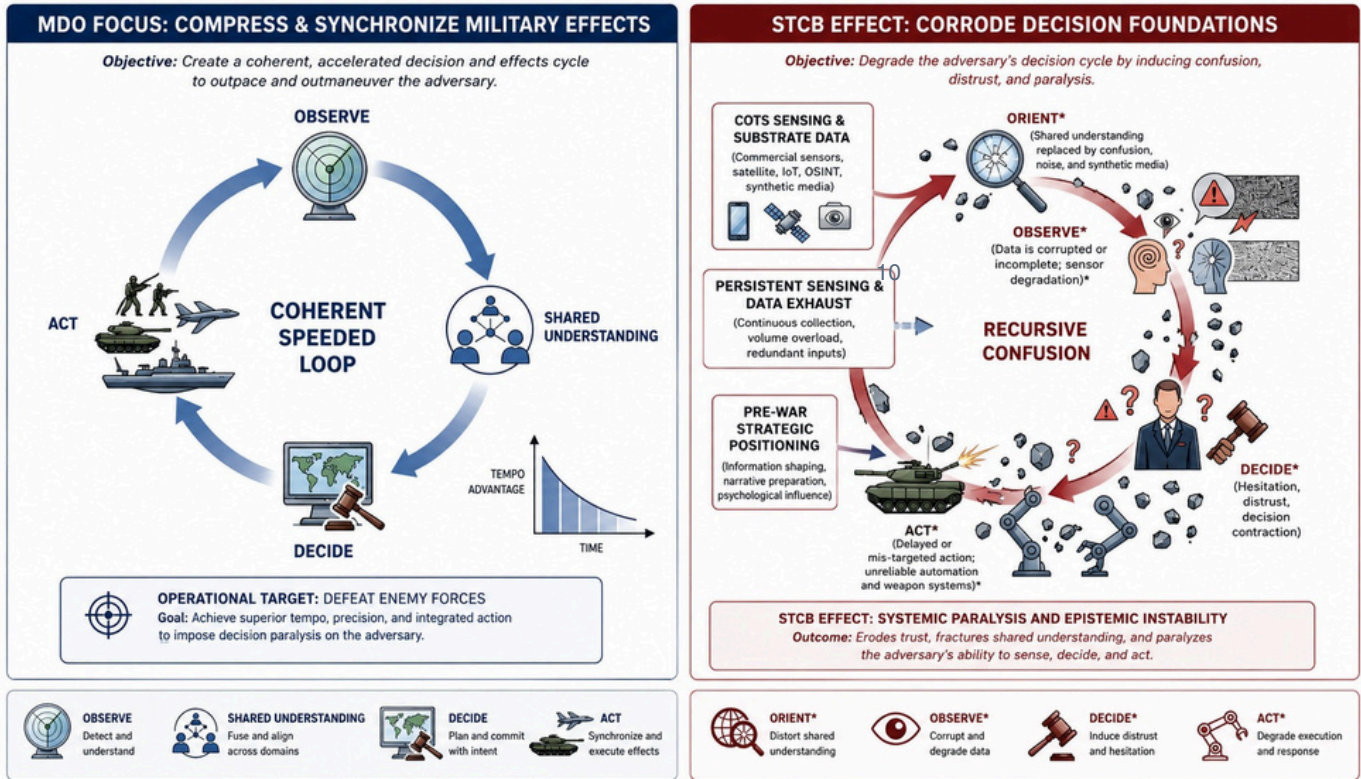 MDO FOCUS: COMPRESS & SYNCHRONIZE MILITARY EFFECTS
Objective: Create a coherent, accelerated decision and effects cycle
to outpace and outmaneuver the adversary.
OBSERVE
ACT
COHERENT
SPEEDED
LOOP
SHARED
UNDERSTANDING
TEMPO
ADVANTAGE
TIME
DECIDE
OPERATIONAL TARGET: DEFEAT ENEMY FORCES
Goal: Achieve superior tempo, precision, and integrated action
to impose decision paralysis on the adversary.
OBSERVE
Detect and
understand
SHARED UNDERSTANDING
Fuse and align
across domains
DECIDE
Plan and commit
with intent
ACT
Synchronize and
execute effects
STCB EFFECT: CORRODE DECISION FOUNDATIONS
Objective: Degrade the adversary's decision cycle by inducing confusion,
distrust, and paralysis.
COTS SENSING &
SUBSTRATE DATA
(Commercial sensors,
satellite, IoT, OSINT,
synthetic media)
ORIENT*
(Shared understanding
replaced by confusion,
noise, and synthetic media)
OBSERVE*
(Data is corrupted or
incomplete; sensor
degradation)*
?
10
PERSISTENT SENSING &
DATA EXHAUST
(Continuous collection,
volume overload,
redundant inputs)
RECURSIVE
CONFUSION
PRE-WAR
STRATEGIC
POSITIONING
(Information shaping,
narrative preparation,
psychological influence)
? ?
?
DECIDE*
(Hesitation,
distrust,
decision
contraction)
ACT*
(Delayed or
mis-targeted action;
unreliable automation
and weapon systems)*
STCB EFFECT: SYSTEMIC PARALYSIS AND EPISTEMIC INSTABILITY
Outcome: Erodes trust, fractures shared understanding, and paralyzes
the adversary's ability to sense, decide, and act.
ORIENT*
Distort shared
understanding
OBSERVE*
Corrupt and
degrade data
DECIDE*
Induce distrust
and hesitation
ACT*
Degrade execution
and response